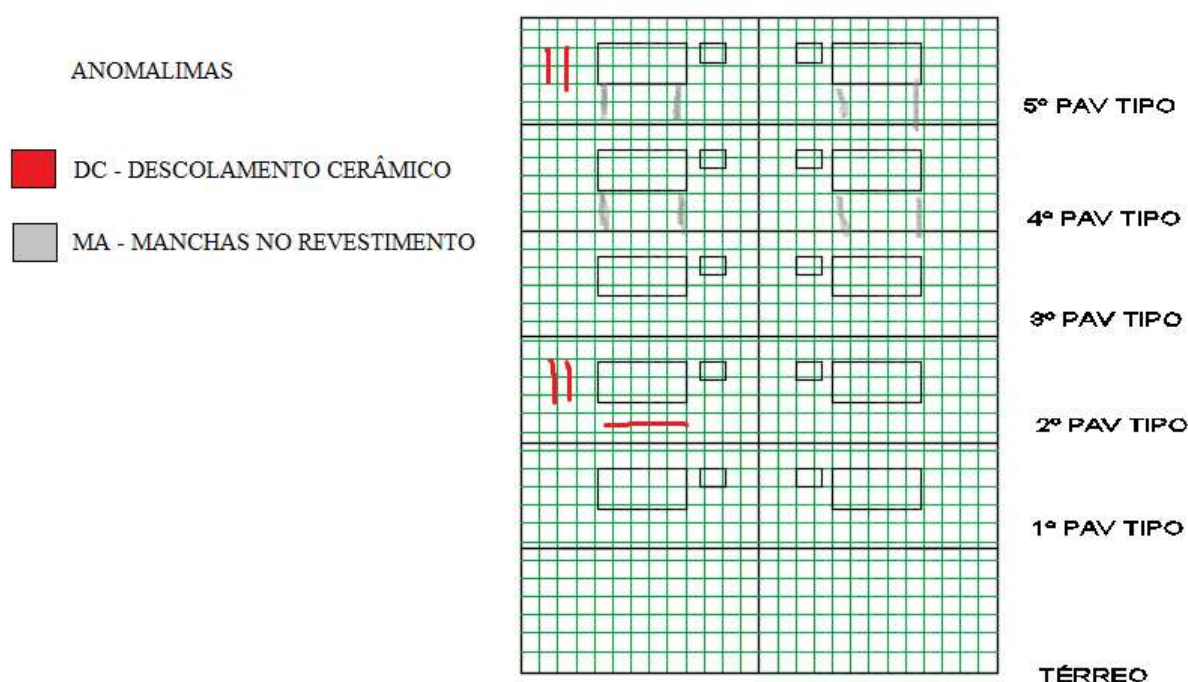 ANOMALIMAS
DC - DESCOLAMENTO CERÂMICO
MA - MANCHAS NO REVESTIMENTO
5º PAV TIPO
4º PAV TIPO
3º PAV TIPO
2º PAV TIPO
1º PAV TIPO
TÉRREO